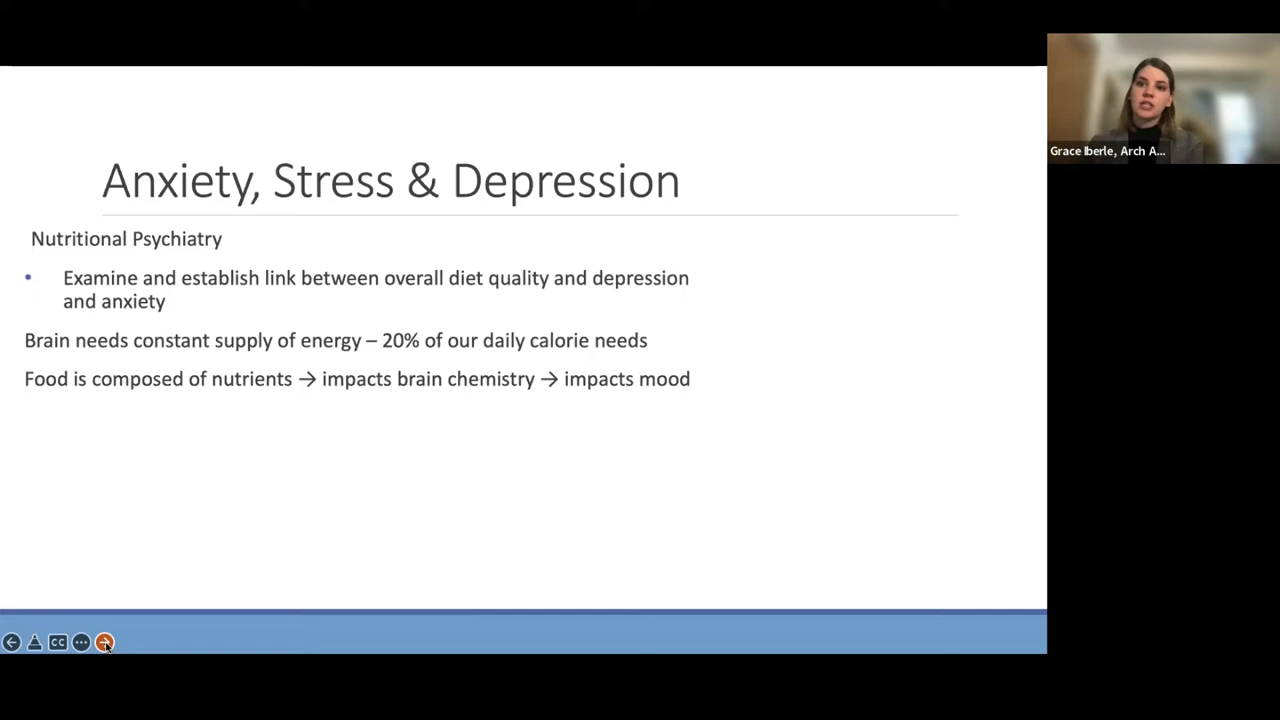 Anxiety, Stress & Depression
Nutritional Psychiatry
• Examine and establish link between overall diet quality and depression
and anxiety
Brain needs constant supply of energy – 20% of our daily calorie needs
Food is composed of nutrients → impacts brain chemistry → impacts mood
Grace Iberle, Arch A...
CC